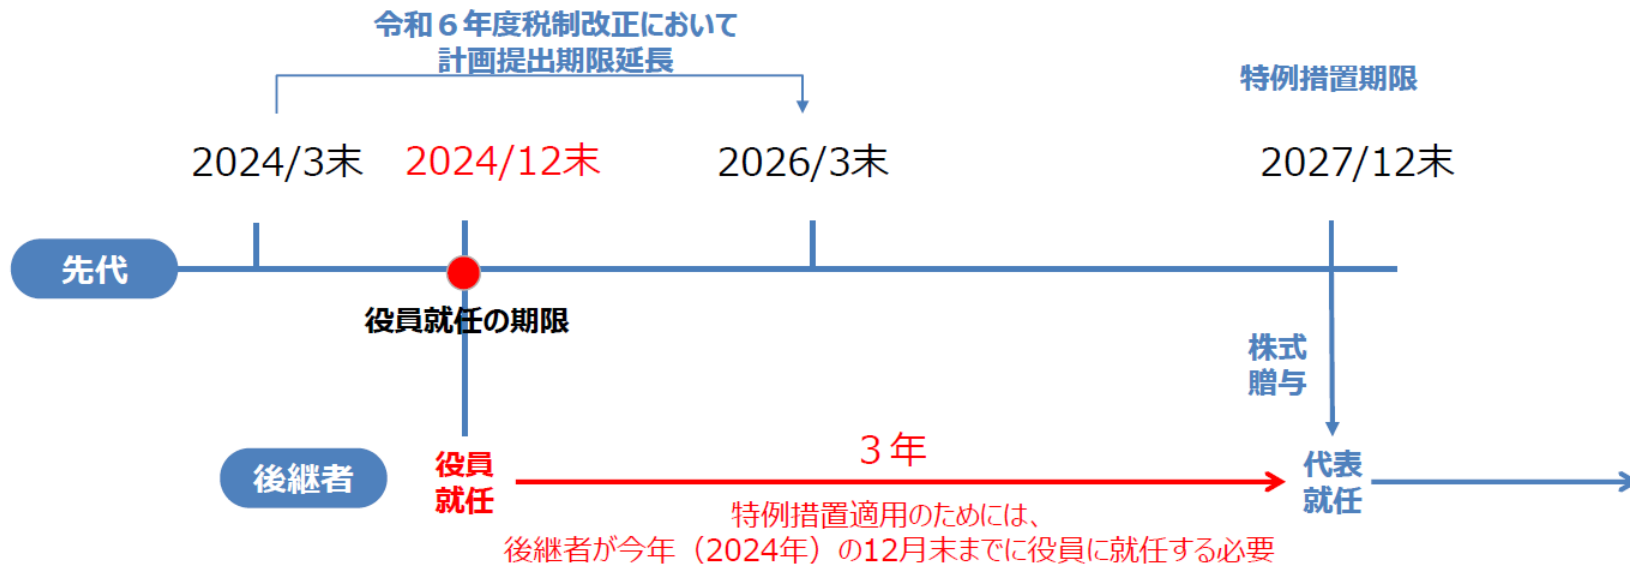 令和６年度税制改正において
計画提出期限延長
特例措置期限
2024/3末
2024/12末
2026/3末
2027/12末
先代
役員就任の期限
株式
贈与
後継者
役員
就任
３年
代表
就任
特例措置適用のためには、
後継者が今年（2024年）の12月末までに役員に就任する必要